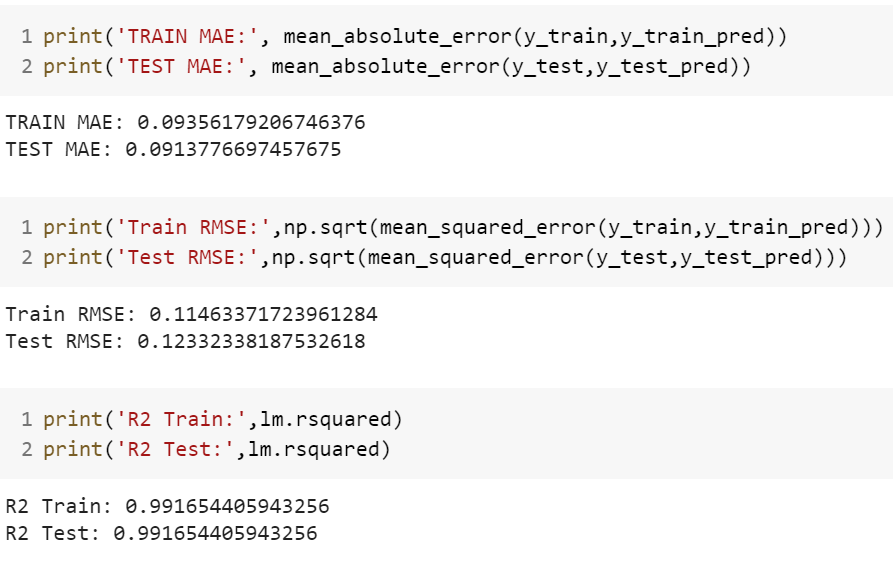 1 print('TRAIN MAE:', mean_absolute_error(y_train,y_train_pred))
2 print('TEST MAE:', mean_absolute_error(y_test,y_test_pred))
TRAIN MAE: 0.09356179206746376
TEST MAE: 0.0913776697457675
1 print('Train RMSE:',np.sqrt(mean_squared_error(y_train,y_train_pred)))
2 print('Test RMSE:',np.sqrt(mean_squared_error(y_test,y_test_pred)))
Train RMSE: 0.11463371723961284
Test RMSE: 0.12332338187532618
1 print('R2 Train:',lm.rsquared)
2 print('R2 Test:',lm.rsquared)
R2 Train: 0.991654405943256
R2 Test: 0.991654405943256